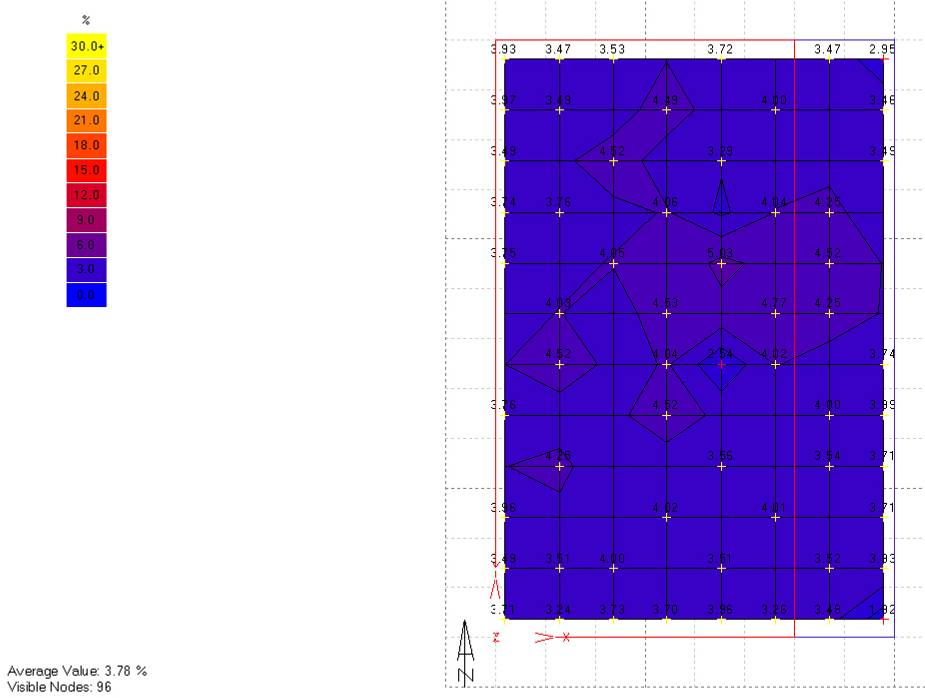 %
30.0+
27.0
24.0
21.0
18.0
15.0
12.0
9.0
6.0
3.0
0.0
3.93 3.47 3.53 3.72 3.47 2.95
3.97 3.49 4.49 4.00 3.46
3.49 4.52 3.29 3.49
3.74 3.76 4.06 4.04 4.26
3.75 4.05 5.03 4.52
4.03 4.53 4.77 4.25
4.52 4.04 2.54 4.02 3.74
3.76 4.52 4.00 3.99
4.26 3.56 3.54 3.71
3.96 4.02 4.01 3.71
3.49 3.51 4.00 3.51 3.52 3.93
3.71 3.24 3.73 3.70 3.96 3.26 3.48 1.92
Y
Z X
N
Average Value: 3.78 %
Visible Nodes: 96